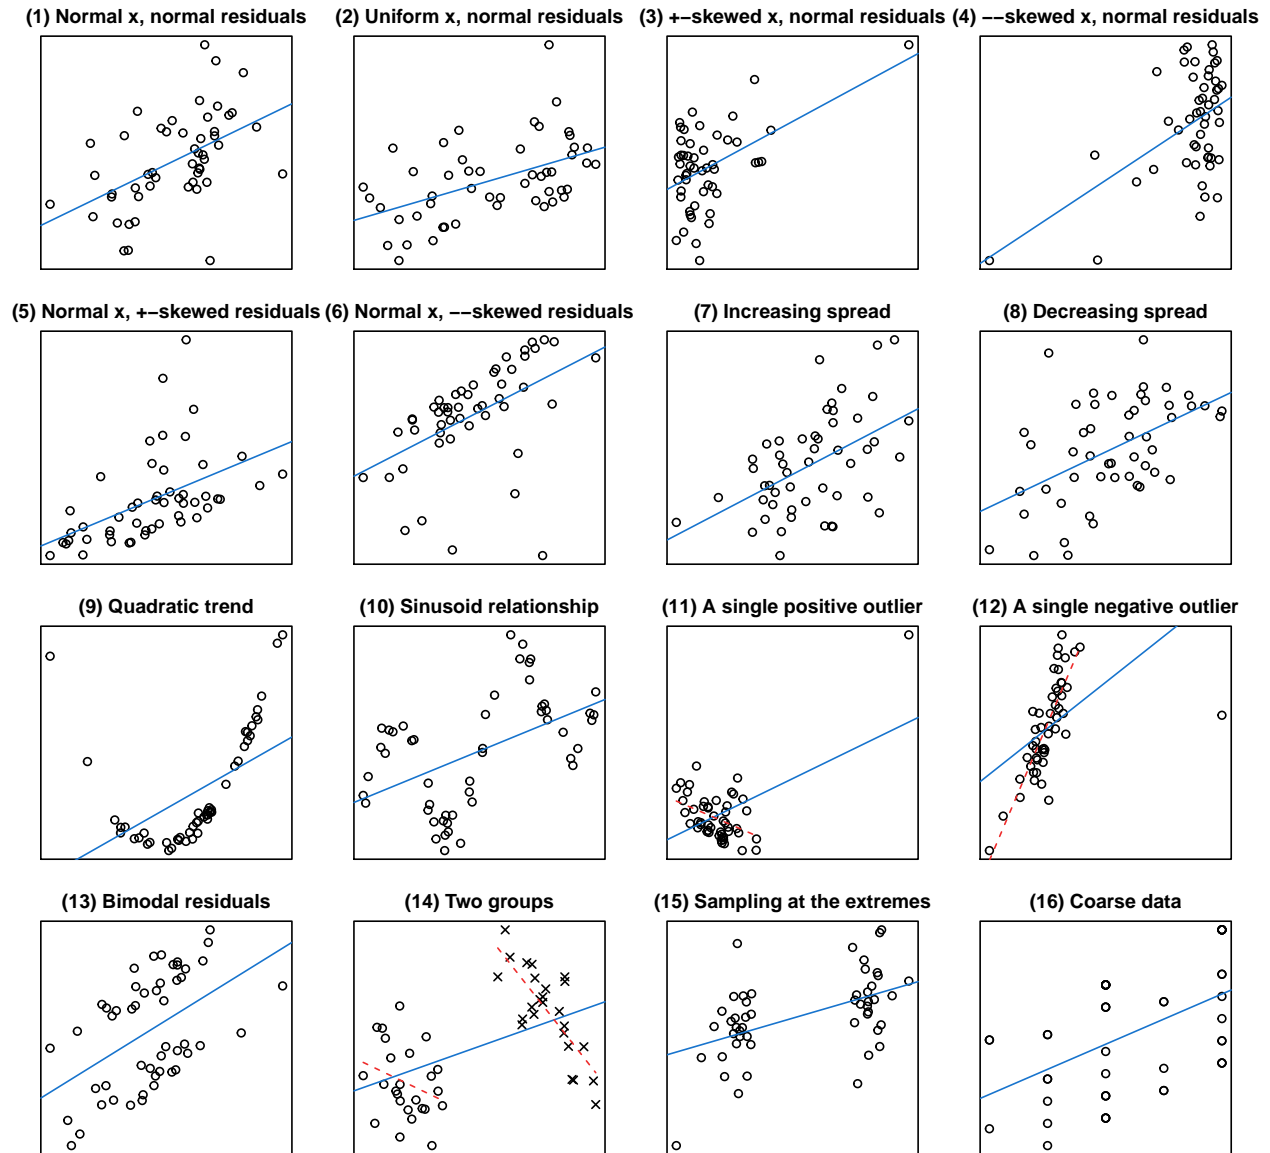 (1) Normal x, normal residuals
(2) Uniform x, normal residuals
(3) +−skewed x, normal residuals
(4) −−skewed x, normal residuals
(5) Normal x, +−skewed residuals
(6) Normal x, −−skewed residuals
(7) Increasing spread
(8) Decreasing spread
(9) Quadratic trend
(10) Sinusoid relationship
(11) A single positive outlier
(12) A single negative outlier
(13) Bimodal residuals
(14) Two groups
(15) Sampling at the extremes
(16) Coarse data